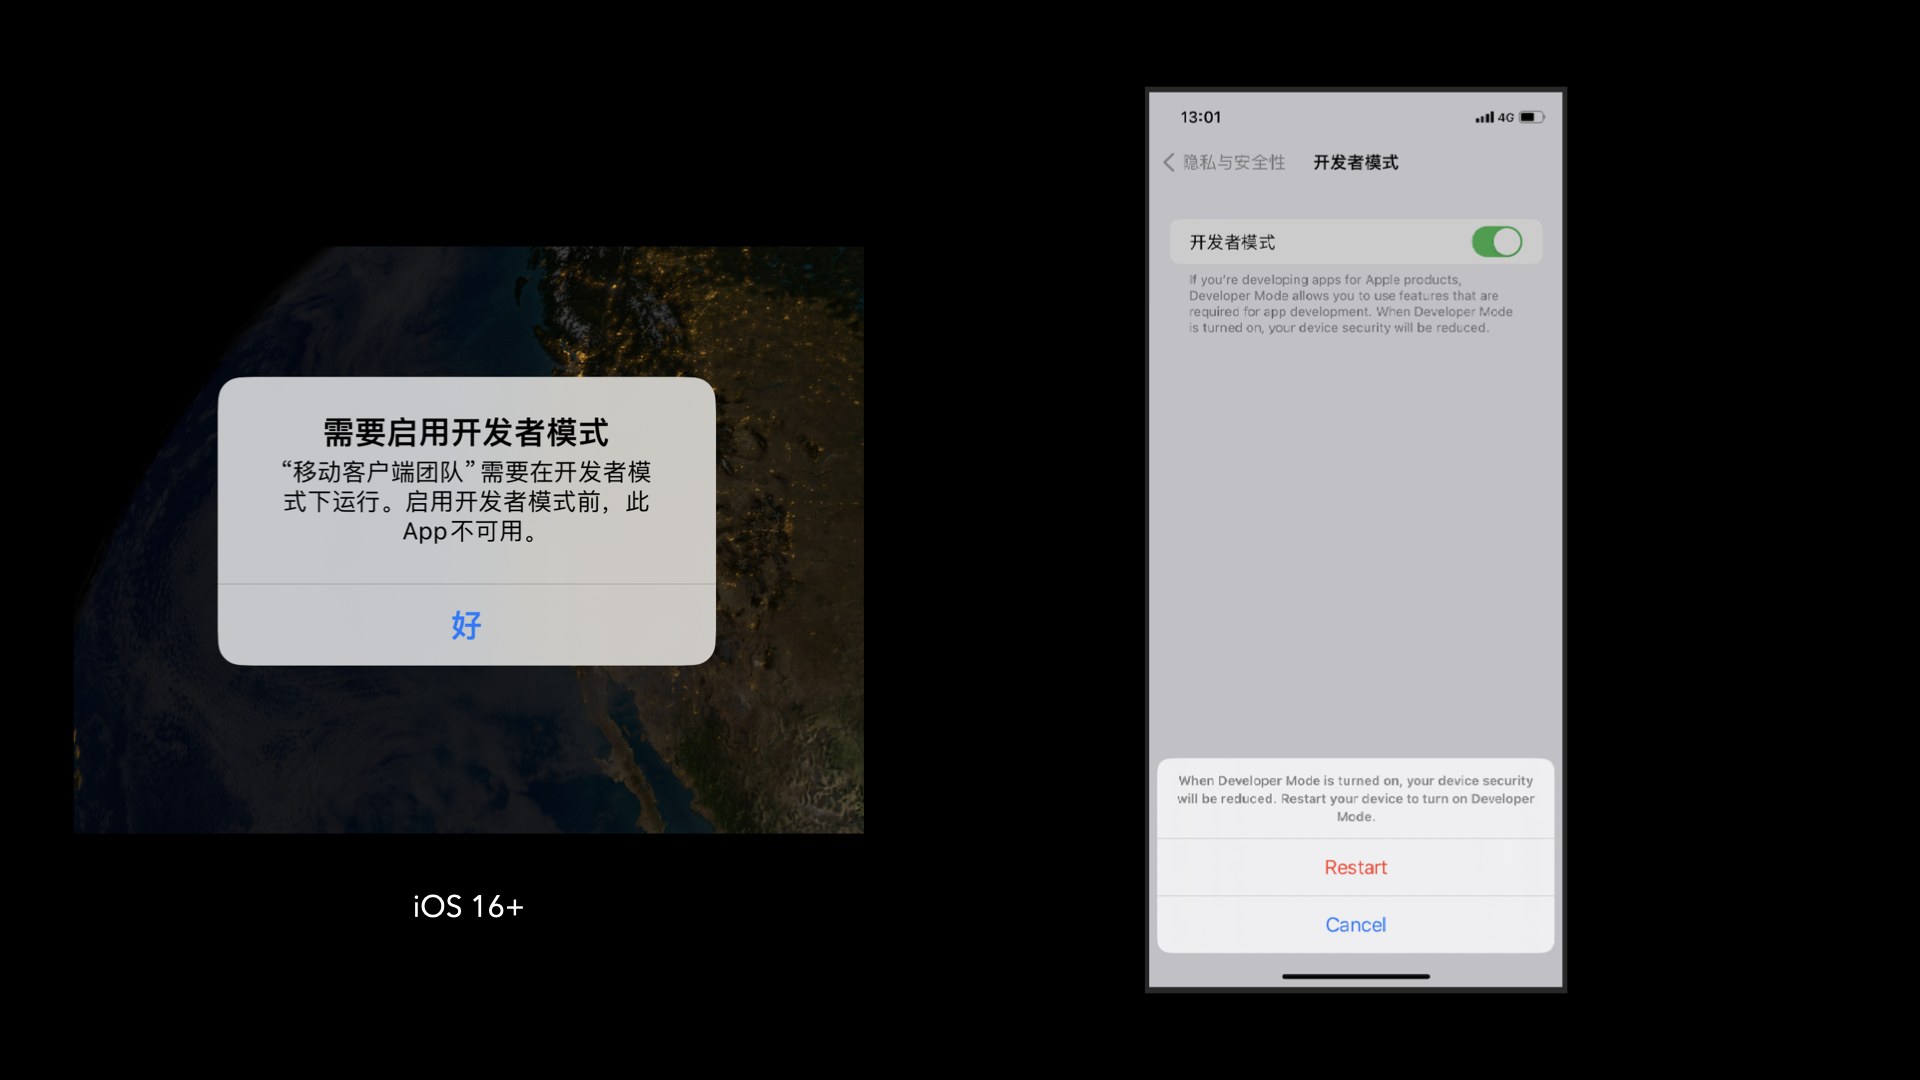 需要启用开发者模式
“移动客户端团队”需要在开发者模
式下运行。启用开发者模式前，此
App不可用。
好
iOS 16+
13:01
4G
隐私与安全性
开发者模式
开发者模式
If you're developing apps for Apple products,
Developer Mode allows you to use features that are
required for app development. When Developer Mode
is turned on, your device security will be reduced.
When Developer Mode is turned on, your device security
will be reduced. Restart your device to turn on Developer
Mode.
Restart
Cancel